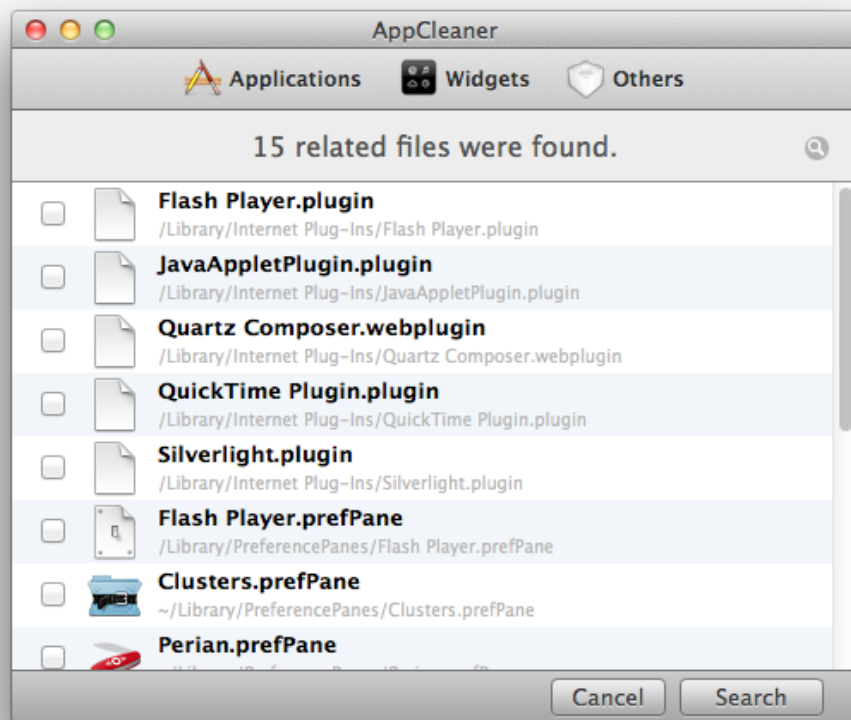 AppCleaner
Applications Widgets Others
15 related files were found.
Flash Player.plugin
/Library/Internet Plug-Ins/Flash Player.plugin
JavaAppletPlugin.plugin
/Library/Internet Plug-Ins/JavaAppletPlugin.plugin
Quartz Composer.webplugin
/Library/Internet Plug-Ins/Quartz Composer.webplugin
QuickTime Plugin.plugin
/Library/Internet Plug-Ins/QuickTime Plugin.plugin
Silverlight.plugin
/Library/Internet Plug-Ins/Silverlight.plugin
Flash Player.prefPane
/Library/PreferencePanes/Flash Player.prefPane
Clusters.prefPane
~/Library/PreferencePanes/Clusters.prefPane
Perian.prefPane
Cancel Search